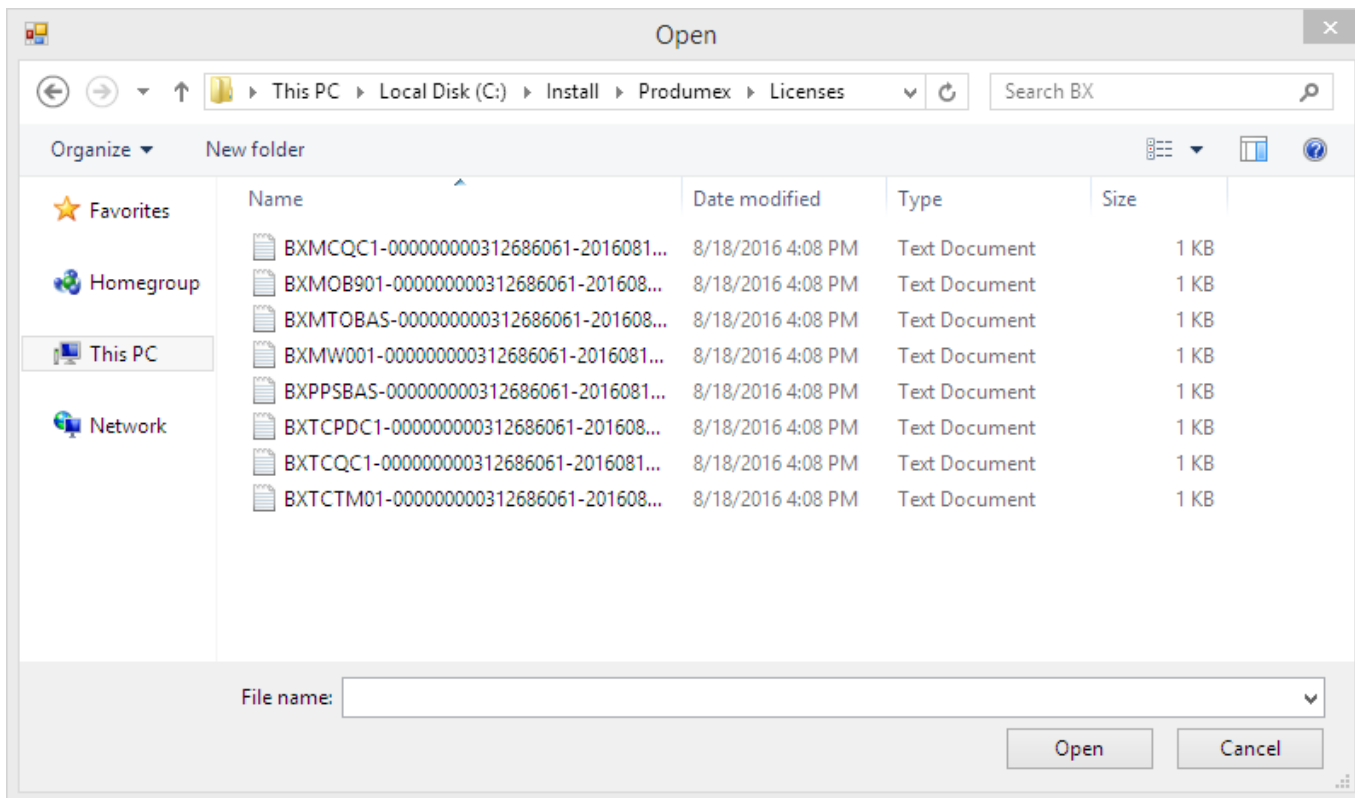 Open
This PC Local Disk (C:) Install Produmex Licenses Search BX
Organize New folder
Name Date modified Type Size
Favorites
Homegroup
This PC
Network
BXMCQC1-000000000312686061-2016081... 8/18/2016 4:08 PM Text Document 1 KB
BXMOB901-000000000312686061-201608... 8/18/2016 4:08 PM Text Document 1 KB
BXMTOBAS-000000000312686061-201608... 8/18/2016 4:08 PM Text Document 1 KB
BXMW001-000000000312686061-2016081... 8/18/2016 4:08 PM Text Document 1 KB
BXPPSBAS-000000000312686061-2016081... 8/18/2016 4:08 PM Text Document 1 KB
BXTCPDC1-000000000312686061-201608... 8/18/2016 4:08 PM Text Document 1 KB
BXTCQC1-000000000312686061-2016081... 8/18/2016 4:08 PM Text Document 1 KB
BXTCTM01-000000000312686061-201608... 8/18/2016 4:08 PM Text Document 1 KB
File name:
Open Cancel